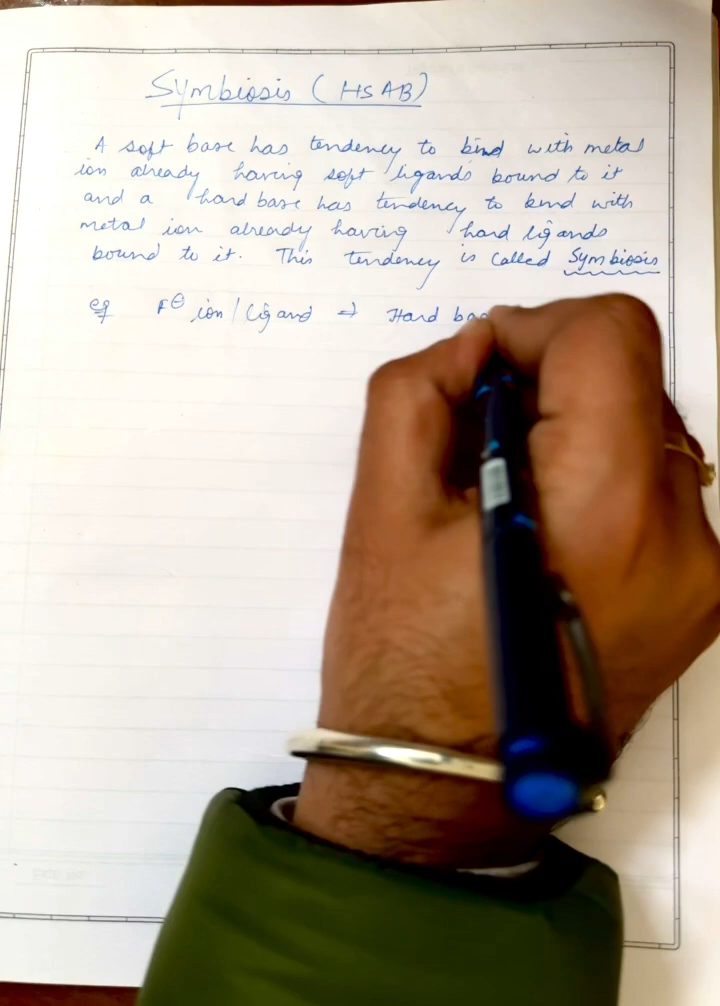 Symbiosis (HSAB)
A soft base has tendency to bind with metal
ion already having soft ligands bound to it
and a hard base has tendency to bind with
metal ion already having hard ligands
bound to it. This tendency is called Symbiosis
eg F⊖ ion/ligand ⇒ Hard bas